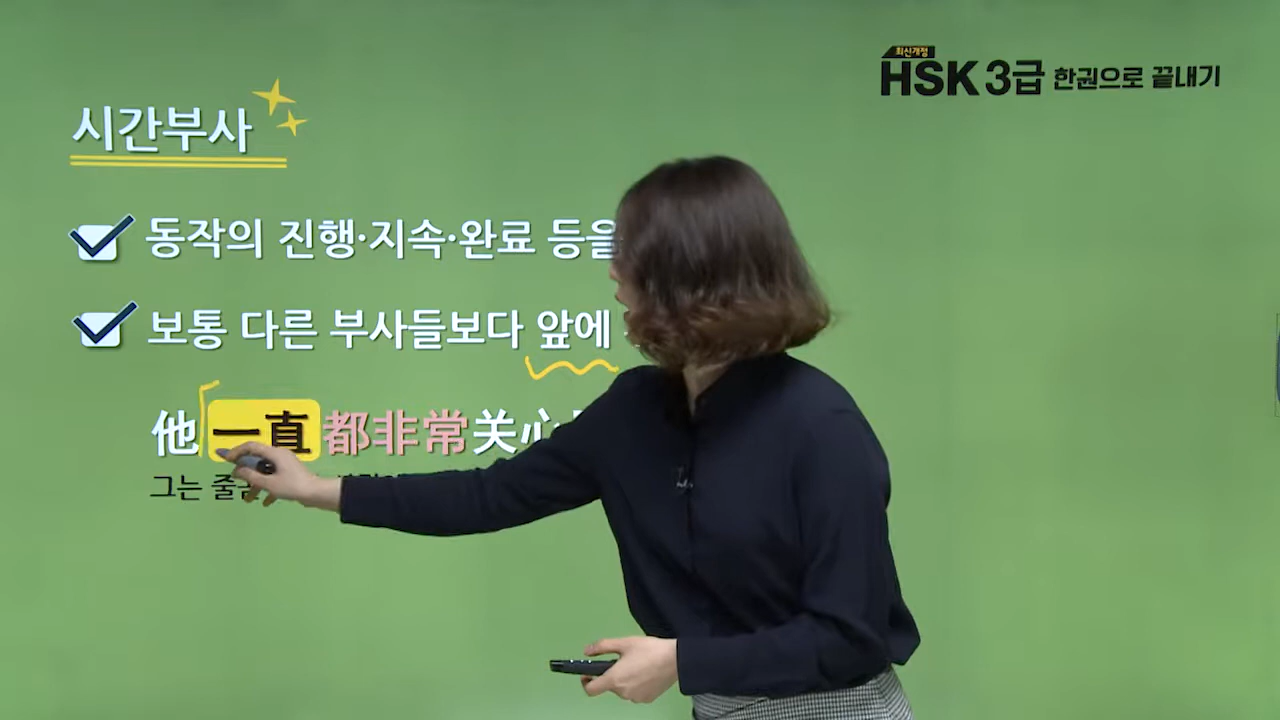 최신개정
HSK 3급 한권으로 끝내기
시간부사
동작의 진행·지속·완료 등을
보통 다른 부사들보다 앞에
他一直都非常关心
그는